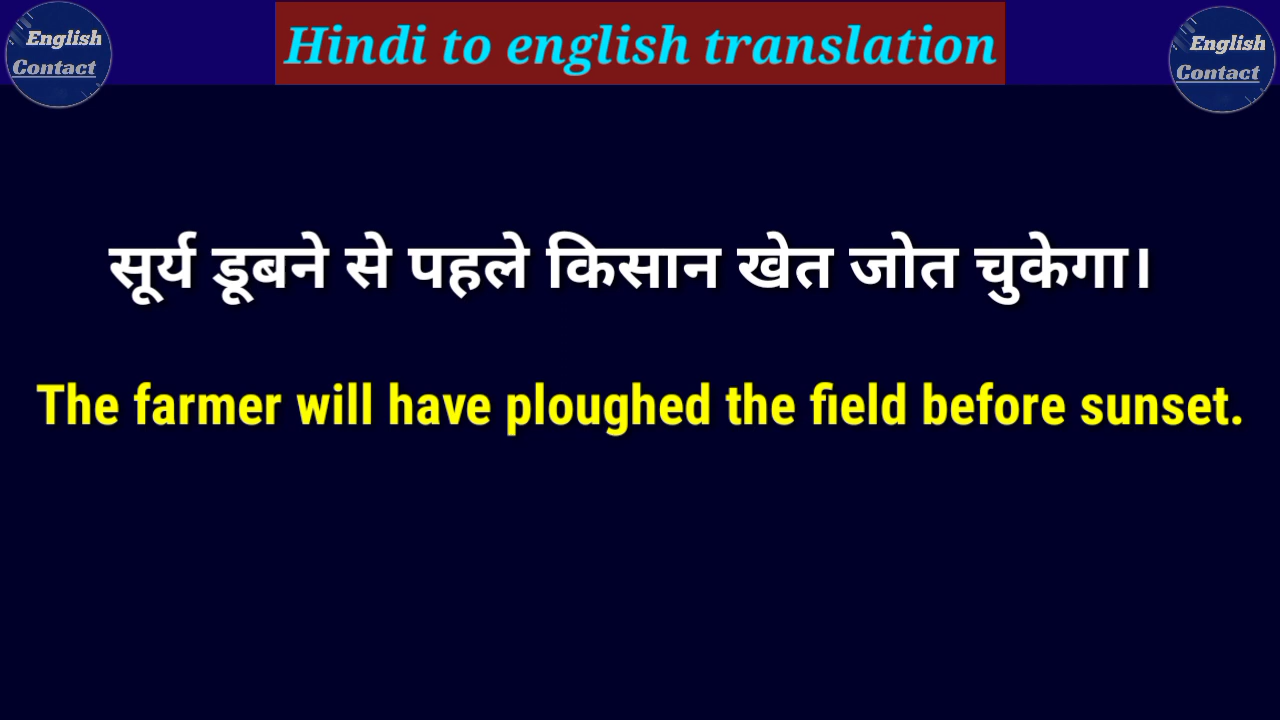 English
Contact
Hindi to english translation
English
Contact
सूर्य डूबने से पहले किसान खेत जोत चुकेगा।
The farmer will have ploughed the field before sunset.